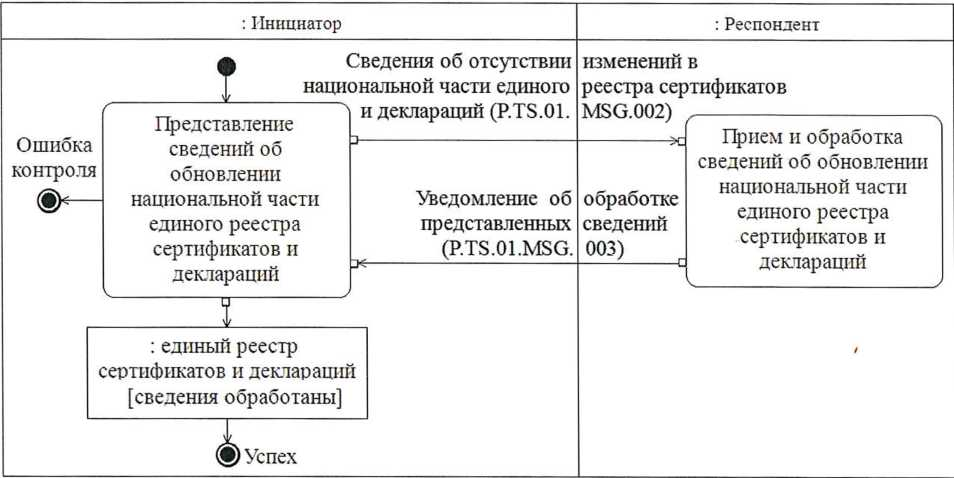 : Инициатор
: Респондент
Сведения об отсутствии изменений в
национальной части единого реестра сертификатов
и деклараций (P.TS.01. MSG.002)
Представление
сведений об
обновлении
национальной части
единого реестра
сертификатов и
деклараций
Ошибка
контроля
Прием и обработка
сведений об обновлении
национальной части
единого реестра
сертификатов и
деклараций
Уведомление об обработке
представленных сведений
(P.TS.01.MSG. 003)
: единый реестр
сертификатов и деклараций
[сведения обработаны]
Успех